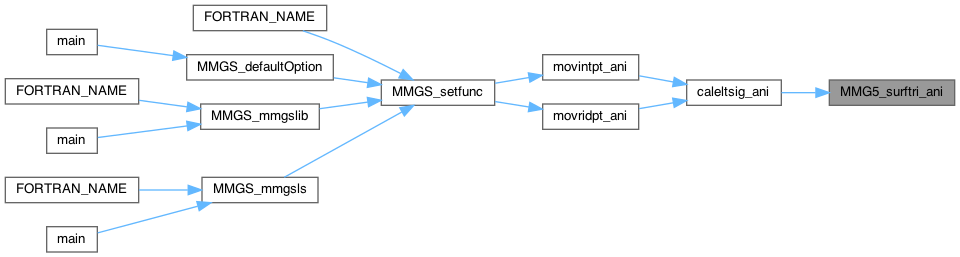 FORTRAN_NAME
main
MMGS_defaultOption
movintpt_ani
FORTRAN_NAME
MMGS_setfunc
caleltsig_ani
MMG5_surftri_ani
MMGS_mmgslib
movridpt_ani
main
FORTRAN_NAME
MMGS_mmgsls
main